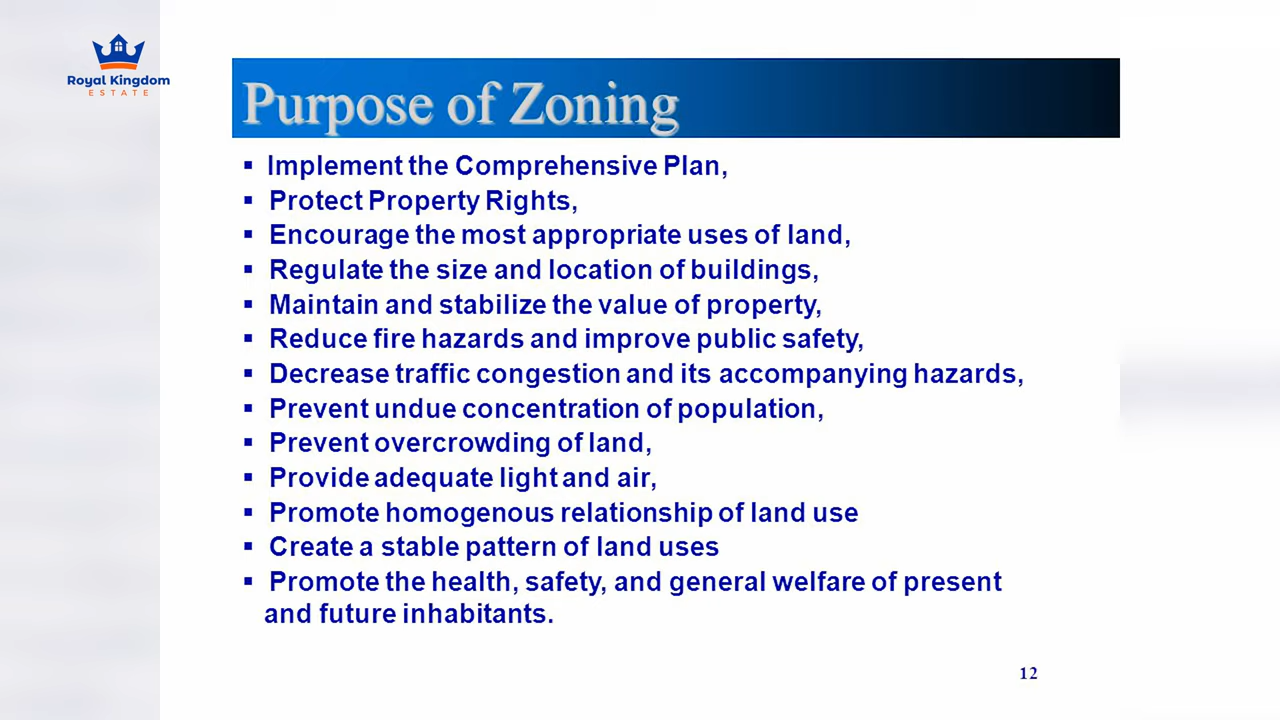 Royal Kingdom
ESTATE
Purpose of Zoning
▪ Implement the Comprehensive Plan,
▪ Protect Property Rights,
▪ Encourage the most appropriate uses of land,
▪ Regulate the size and location of buildings,
▪ Maintain and stabilize the value of property,
▪ Reduce fire hazards and improve public safety,
▪ Decrease traffic congestion and its accompanying hazards,
▪ Prevent undue concentration of population,
▪ Prevent overcrowding of land,
▪ Provide adequate light and air,
▪ Promote homogenous relationship of land use
▪ Create a stable pattern of land uses
▪ Promote the health, safety, and general welfare of present
and future inhabitants.
12